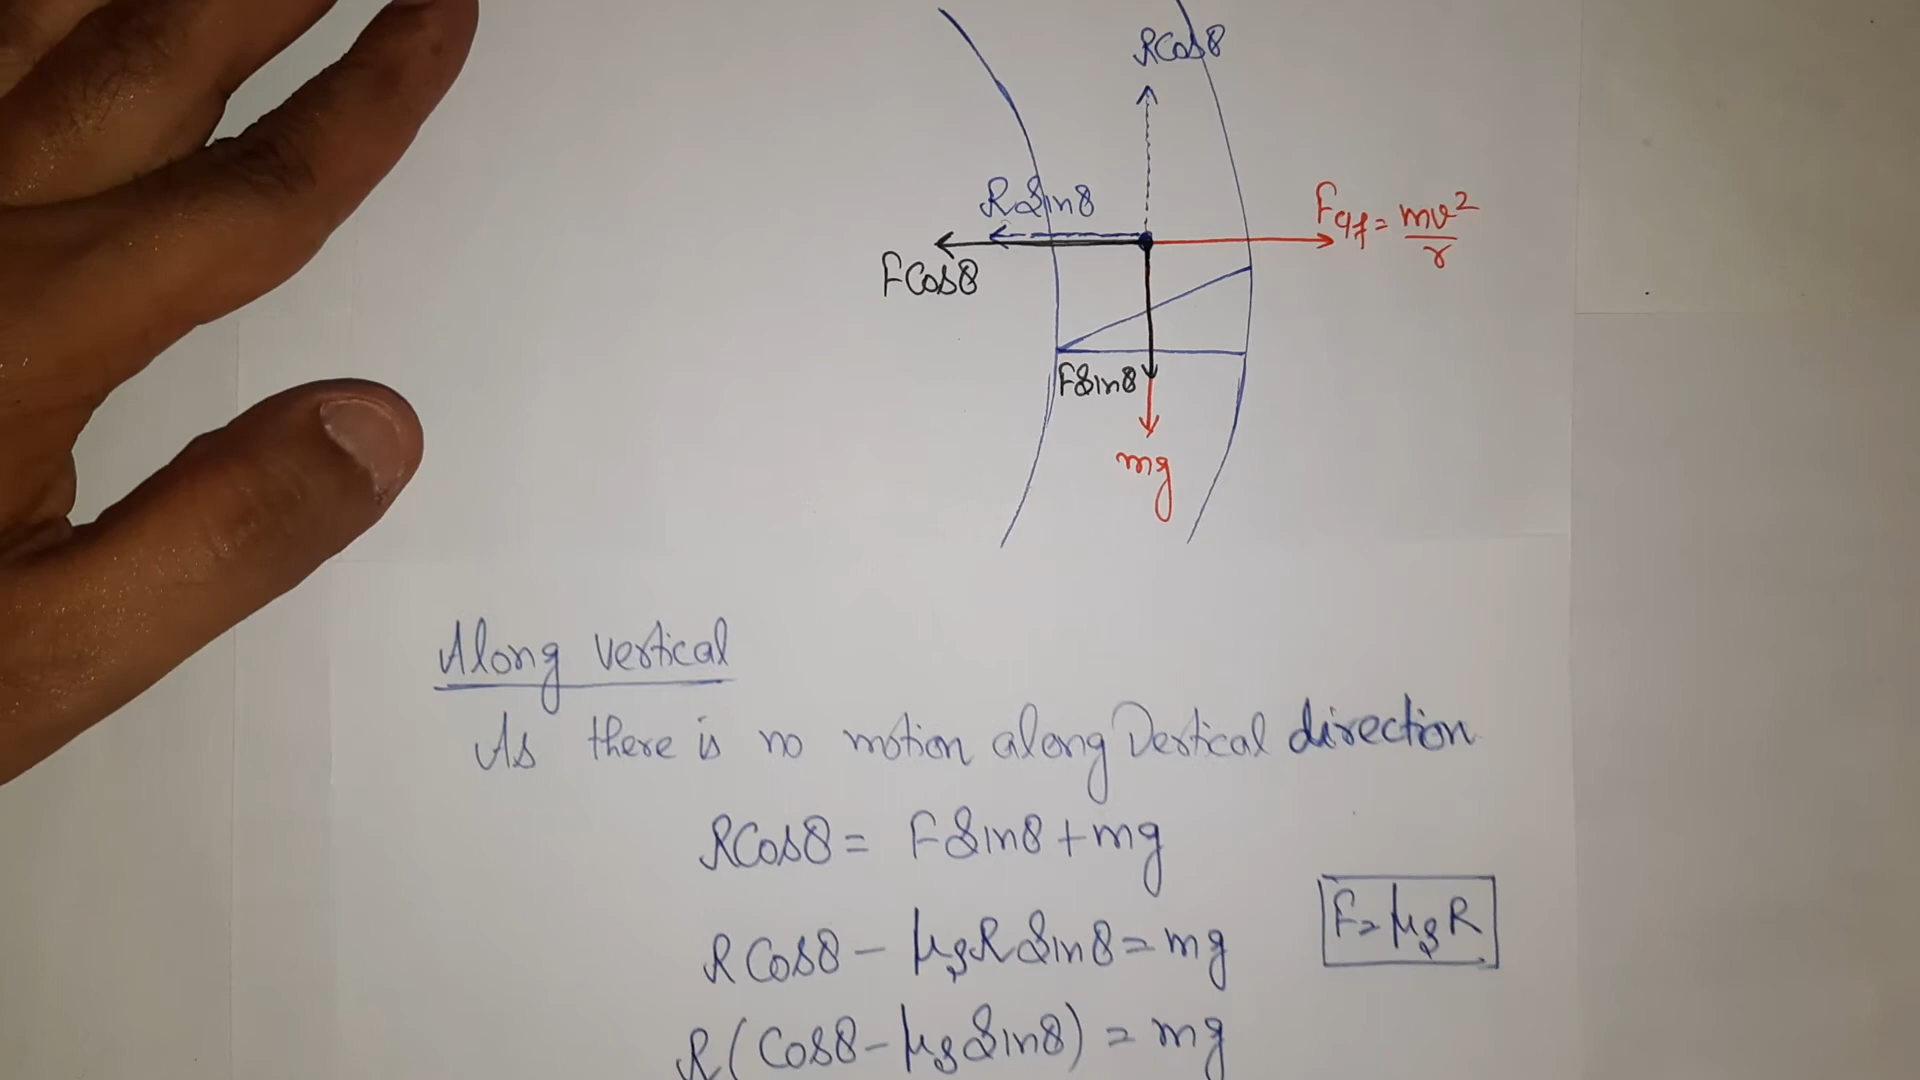 RCosθ
RSinθ
F_cf = mv²/r
FCosθ
FSinθ
mg
Along vertical
As there is no motion along Vertical direction
RCosθ = FSinθ + mg
F = μsR
RCosθ - μsRSinθ = mg
R(Cosθ - μsSinθ) = mg